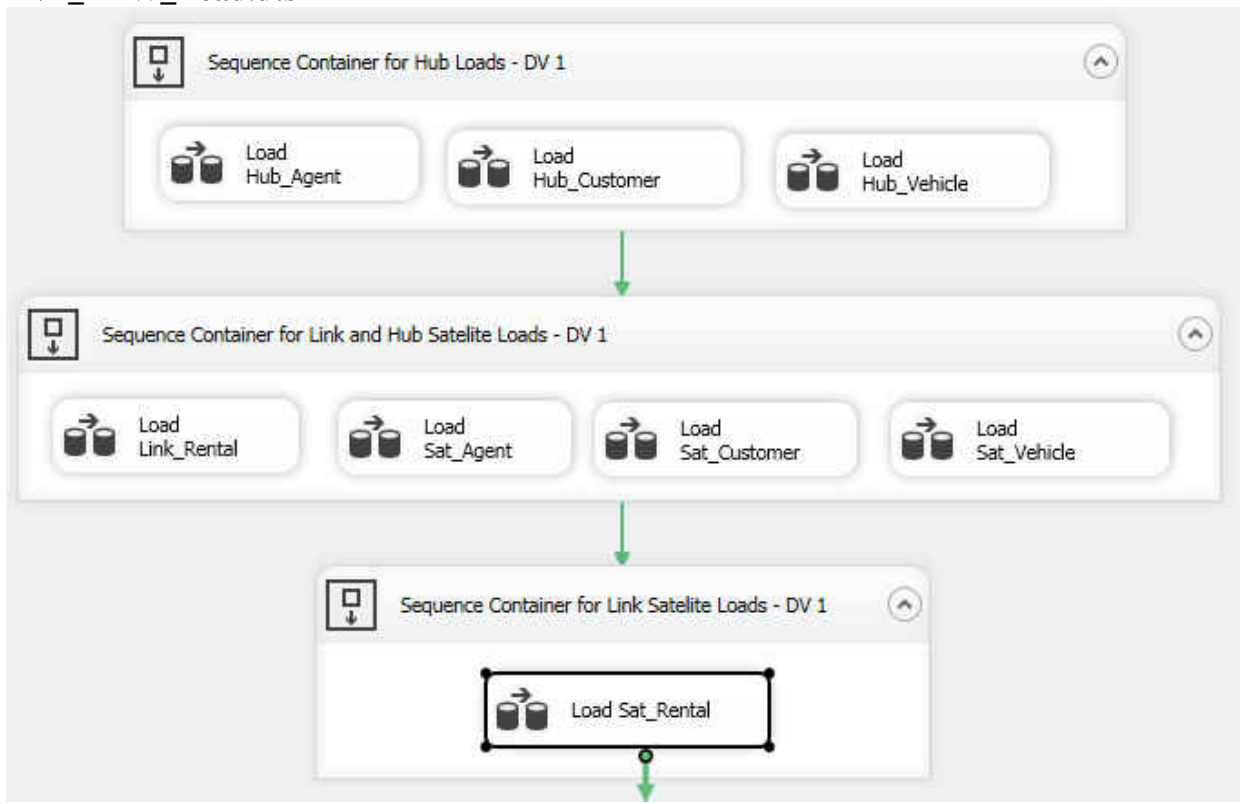 Sequence Container for Hub Loads - DV 1
Load
Hub_Agent
Load
Hub_Customer
Load
Hub_Vehicle
Sequence Container for Link and Hub Satelite Loads - DV 1
Load
Link_Rental
Load
Sat_Agent
Load
Sat_Customer
Load
Sat_Vehicle
Sequence Container for Link Satelite Loads - DV 1
Load Sat_Rental